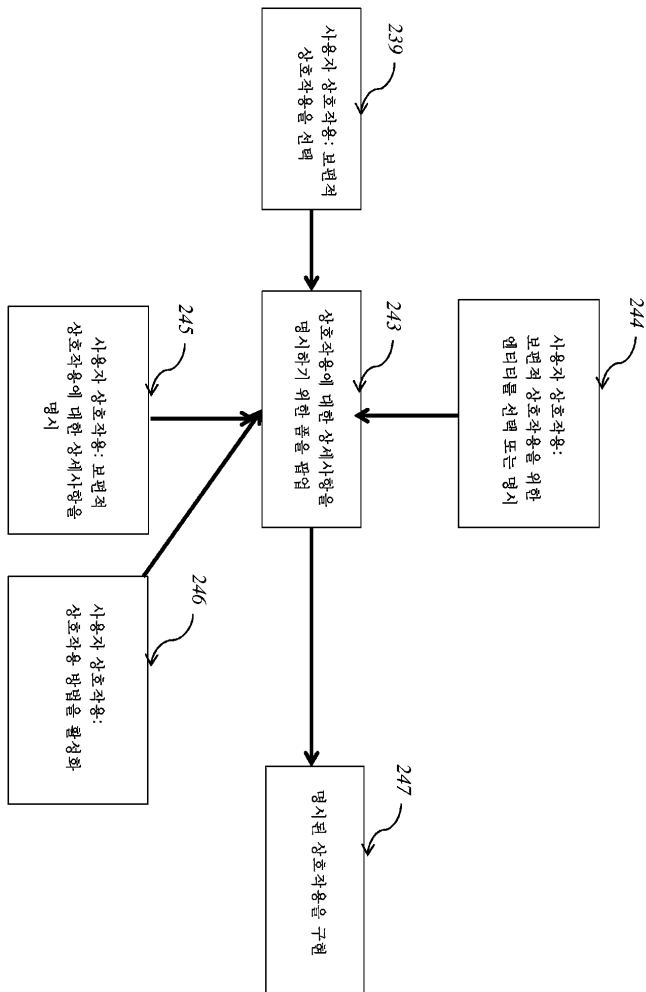 239
사용자 상호작용: 보편적
상호작용을 선택
244
사용자 상호작용:
보편적 상호작용을 위한
엔티티를 선택 또는 명시
243
상호작용에 대한 상세사항을
명시하기 위한 폼을 팝업
245
사용자 상호작용: 보편적
상호작용에 대한 상세사항을
명시
246
사용자 상호작용:
상호작용 방법을 활성화
247
명시된 상호작용을 구현